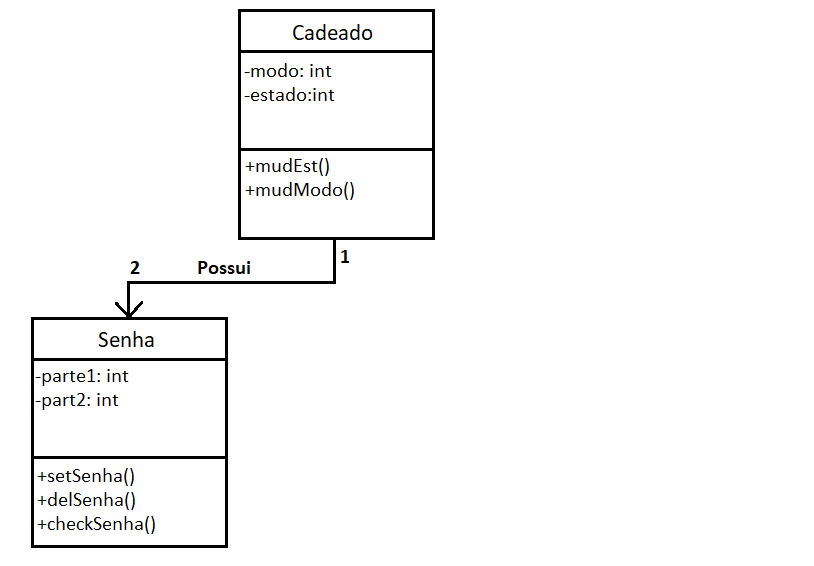 Cadeado
-modo: int
-estado:int
+mudEst()
+mudModo()
1
2
Possui
Senha
-parte1: int
-part2: int
+setSenha()
+delSenha()
+checkSenha()